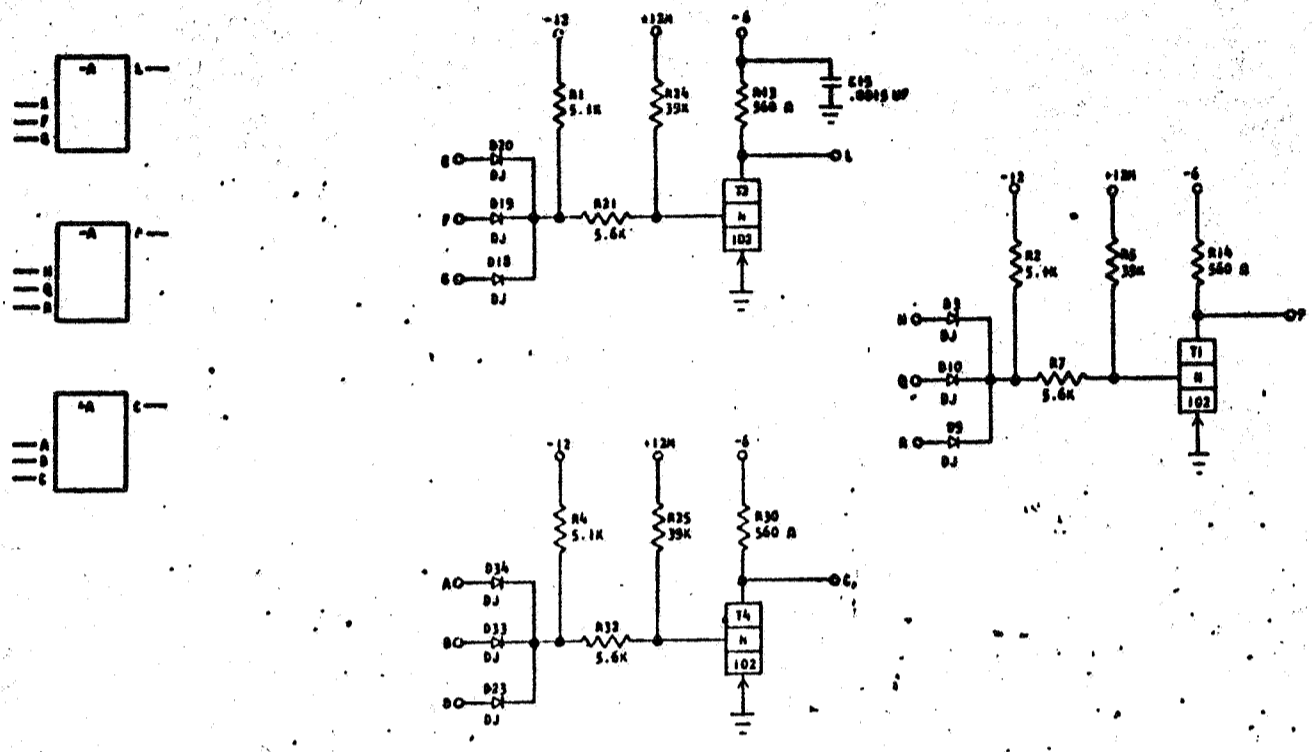 -A
-A
+A
P
A
-12
+12M
-6
R1
5.1K
R24
39K
R13
560 Ω
C15
.0015 UF
D20
DJ
D19
DJ
D18
DJ
F
G
R21
5.6K
N
102
L
-12
+12M
-6
R2
5.1K
39K
R14
560 Ω
DJ
Q
D10
DJ
D9
DJ
R7
5.6K
T1
N
102
P
-12
+12M
-6
R4
5.1K
R25
39K
R30
560 Ω
A
D34
DJ
B
D33
DJ
D
D23
DJ
R32
5.6K
T4
N
102
C